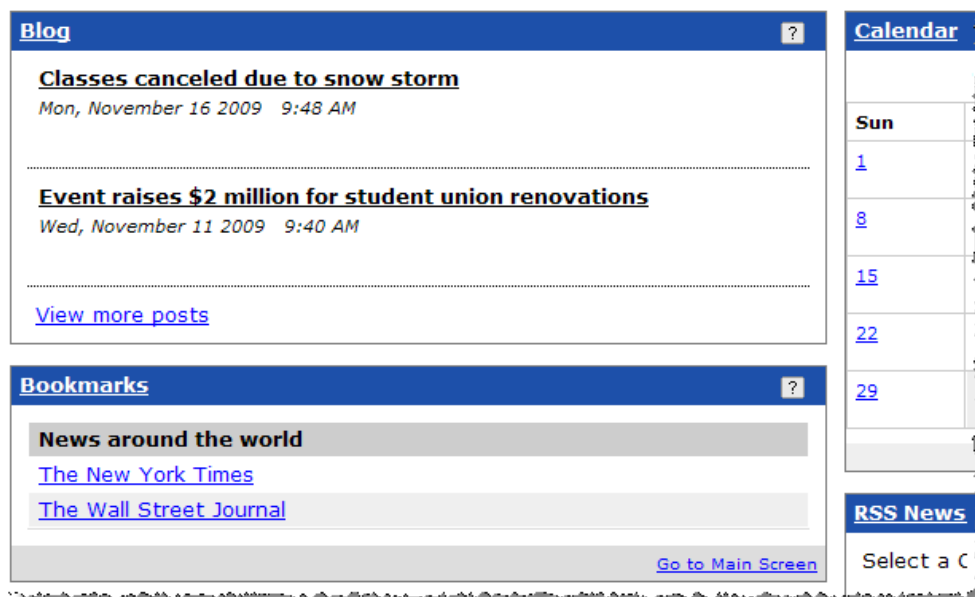 Blog
?
Classes canceled due to snow storm
Mon, November 16 2009 9:48 AM
Event raises $2 million for student union renovations
Wed, November 11 2009 9:40 AM
View more posts
Bookmarks
?
News around the world
The New York Times
The Wall Street Journal
Go to Main Screen
Calendar
Sun
1
8
15
22
29
RSS News
Select a